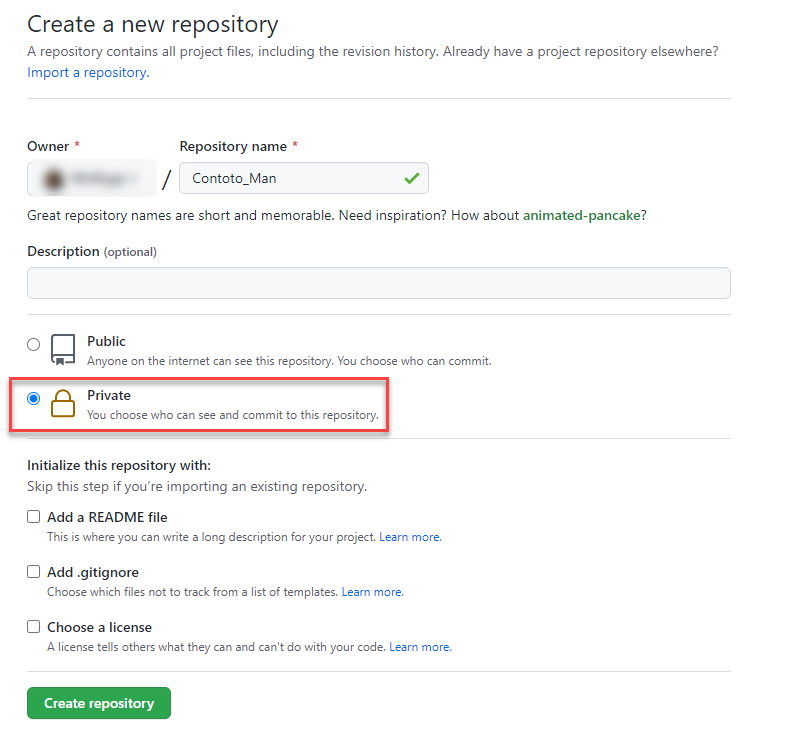 Create a new repository
A repository contains all project files, including the revision history. Already have a project repository elsewhere?
Import a repository.
Owner * Repository name *
/ Contoto_Man
Great repository names are short and memorable. Need inspiration? How about animated-pancake?
Description (optional)
Public
Anyone on the internet can see this repository. You choose who can commit.
Private
You choose who can see and commit to this repository.
Initialize this repository with:
Skip this step if you're importing an existing repository.
Add a README file
This is where you can write a long description for your project. Learn more.
Add .gitignore
Choose which files not to track from a list of templates. Learn more.
Choose a license
A license tells others what they can and can't do with your code. Learn more.
Create repository